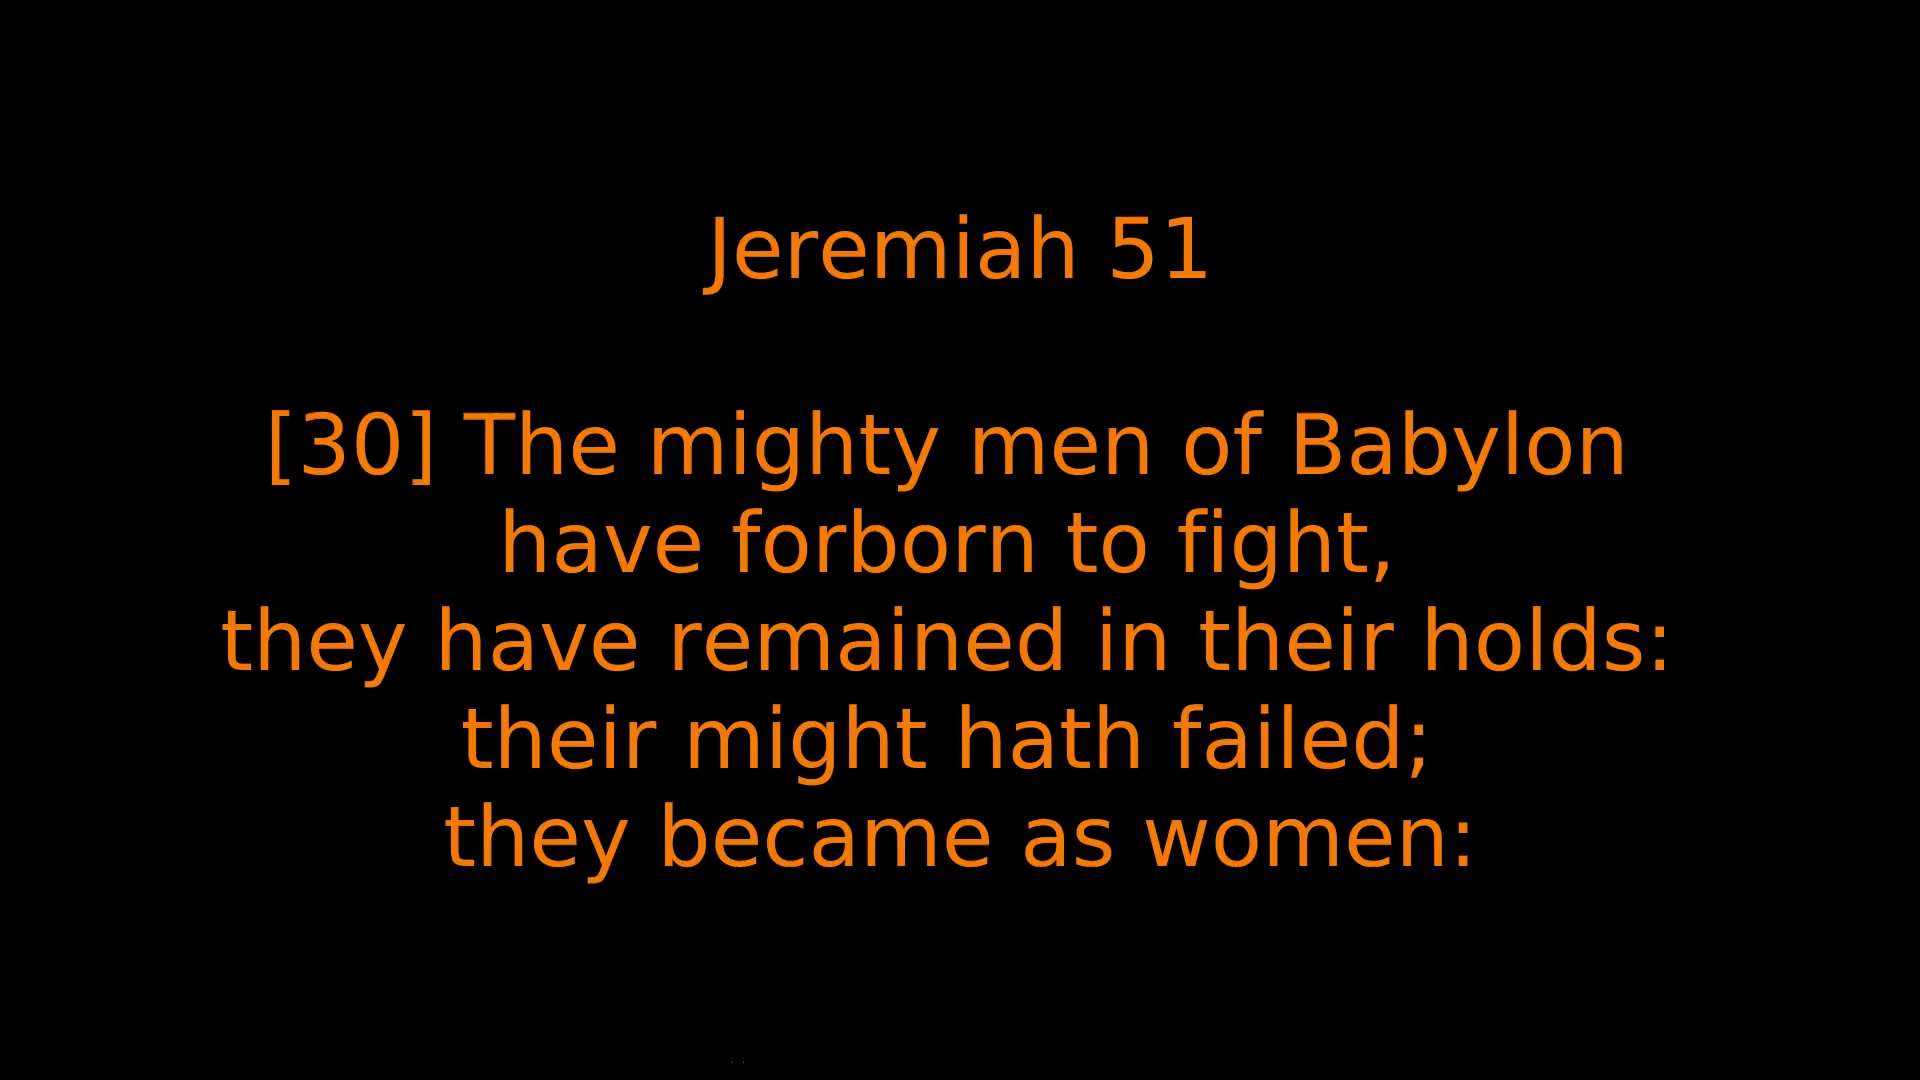 Jeremiah 51
[30] The mighty men of Babylon
have forborn to fight,
they have remained in their holds:
their might hath failed;
they became as women: